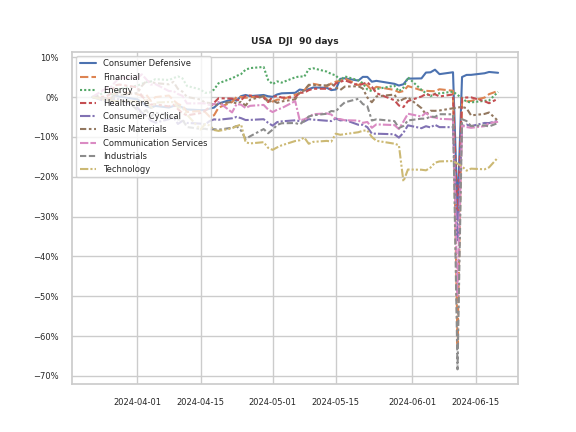 USA DJI 90 days
10%
0%
−10%
−20%
−30%
−40%
−50%
−60%
−70%
Consumer Defensive
Financial
Energy
Healthcare
Consumer Cyclical
Basic Materials
Communication Services
Industrials
Technology
2024-04-01
2024-04-15
2024-05-01
2024-05-15
2024-06-01
2024-06-15